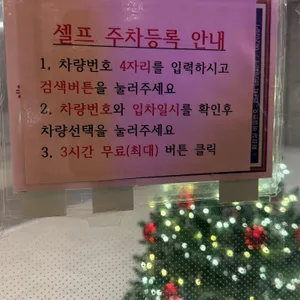 셀프 주차등록 안내
1. 차량번호 4자리를 입력하시고
검색버튼을 눌러주세요
2. 차량번호와 입차일시를 확인후
차량선택을 눌러주세요
3. 3시간 무료(최대) 버튼 클릭